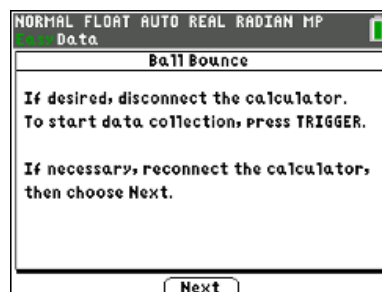 NORMAL FLOAT AUTO REAL RADIAN MP
EasyData
Ball Bounce
If desired, disconnect the calculator.
To start data collection, press TRIGGER.
If necessary, reconnect the calculator,
then choose Next.
Next